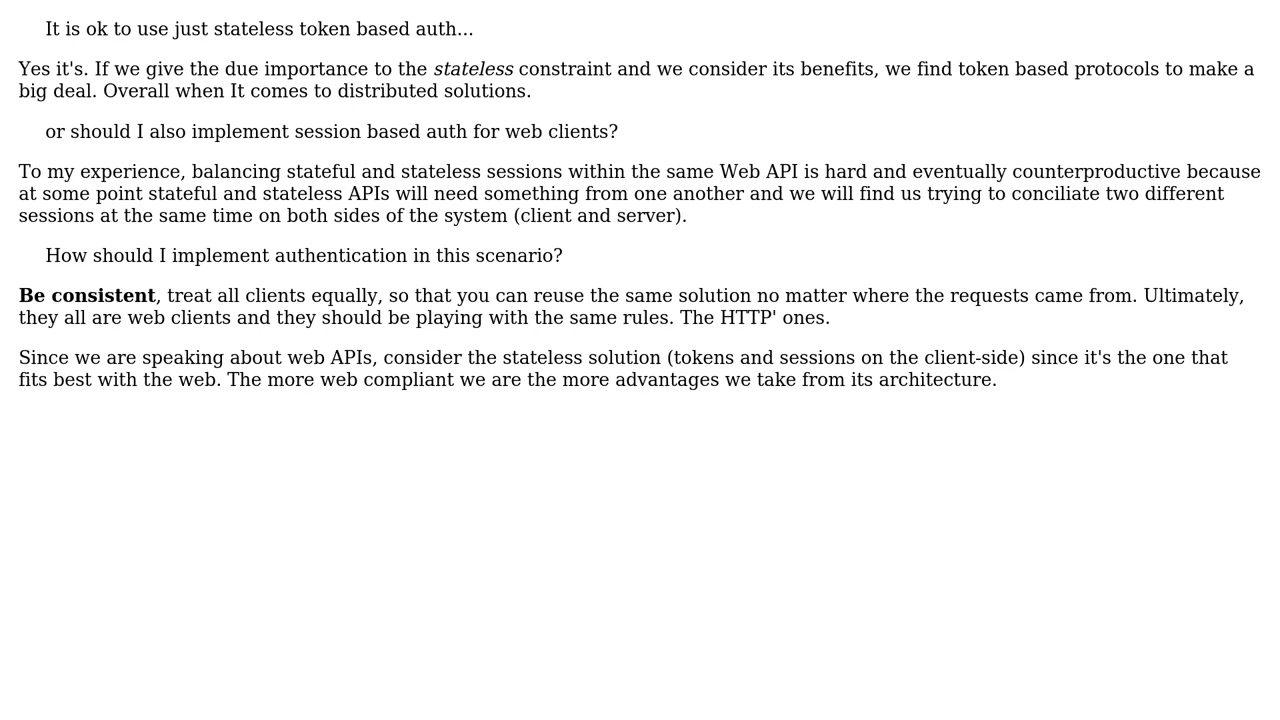 It is ok to use just stateless token based auth...
Yes it's. If we give the due importance to the stateless constraint and we consider its benefits, we find token based protocols to make a
big deal. Overall when It comes to distributed solutions.
or should I also implement session based auth for web clients?
To my experience, balancing stateful and stateless sessions within the same Web API is hard and eventually counterproductive because
at some point stateful and stateless APIs will need something from one another and we will find us trying to conciliate two different
sessions at the same time on both sides of the system (client and server).
How should I implement authentication in this scenario?
Be consistent, treat all clients equally, so that you can reuse the same solution no matter where the requests came from. Ultimately,
they all are web clients and they should be playing with the same rules. The HTTP' ones.
Since we are speaking about web APIs, consider the stateless solution (tokens and sessions on the client-side) since it's the one that
fits best with the web. The more web compliant we are the more advantages we take from its architecture.